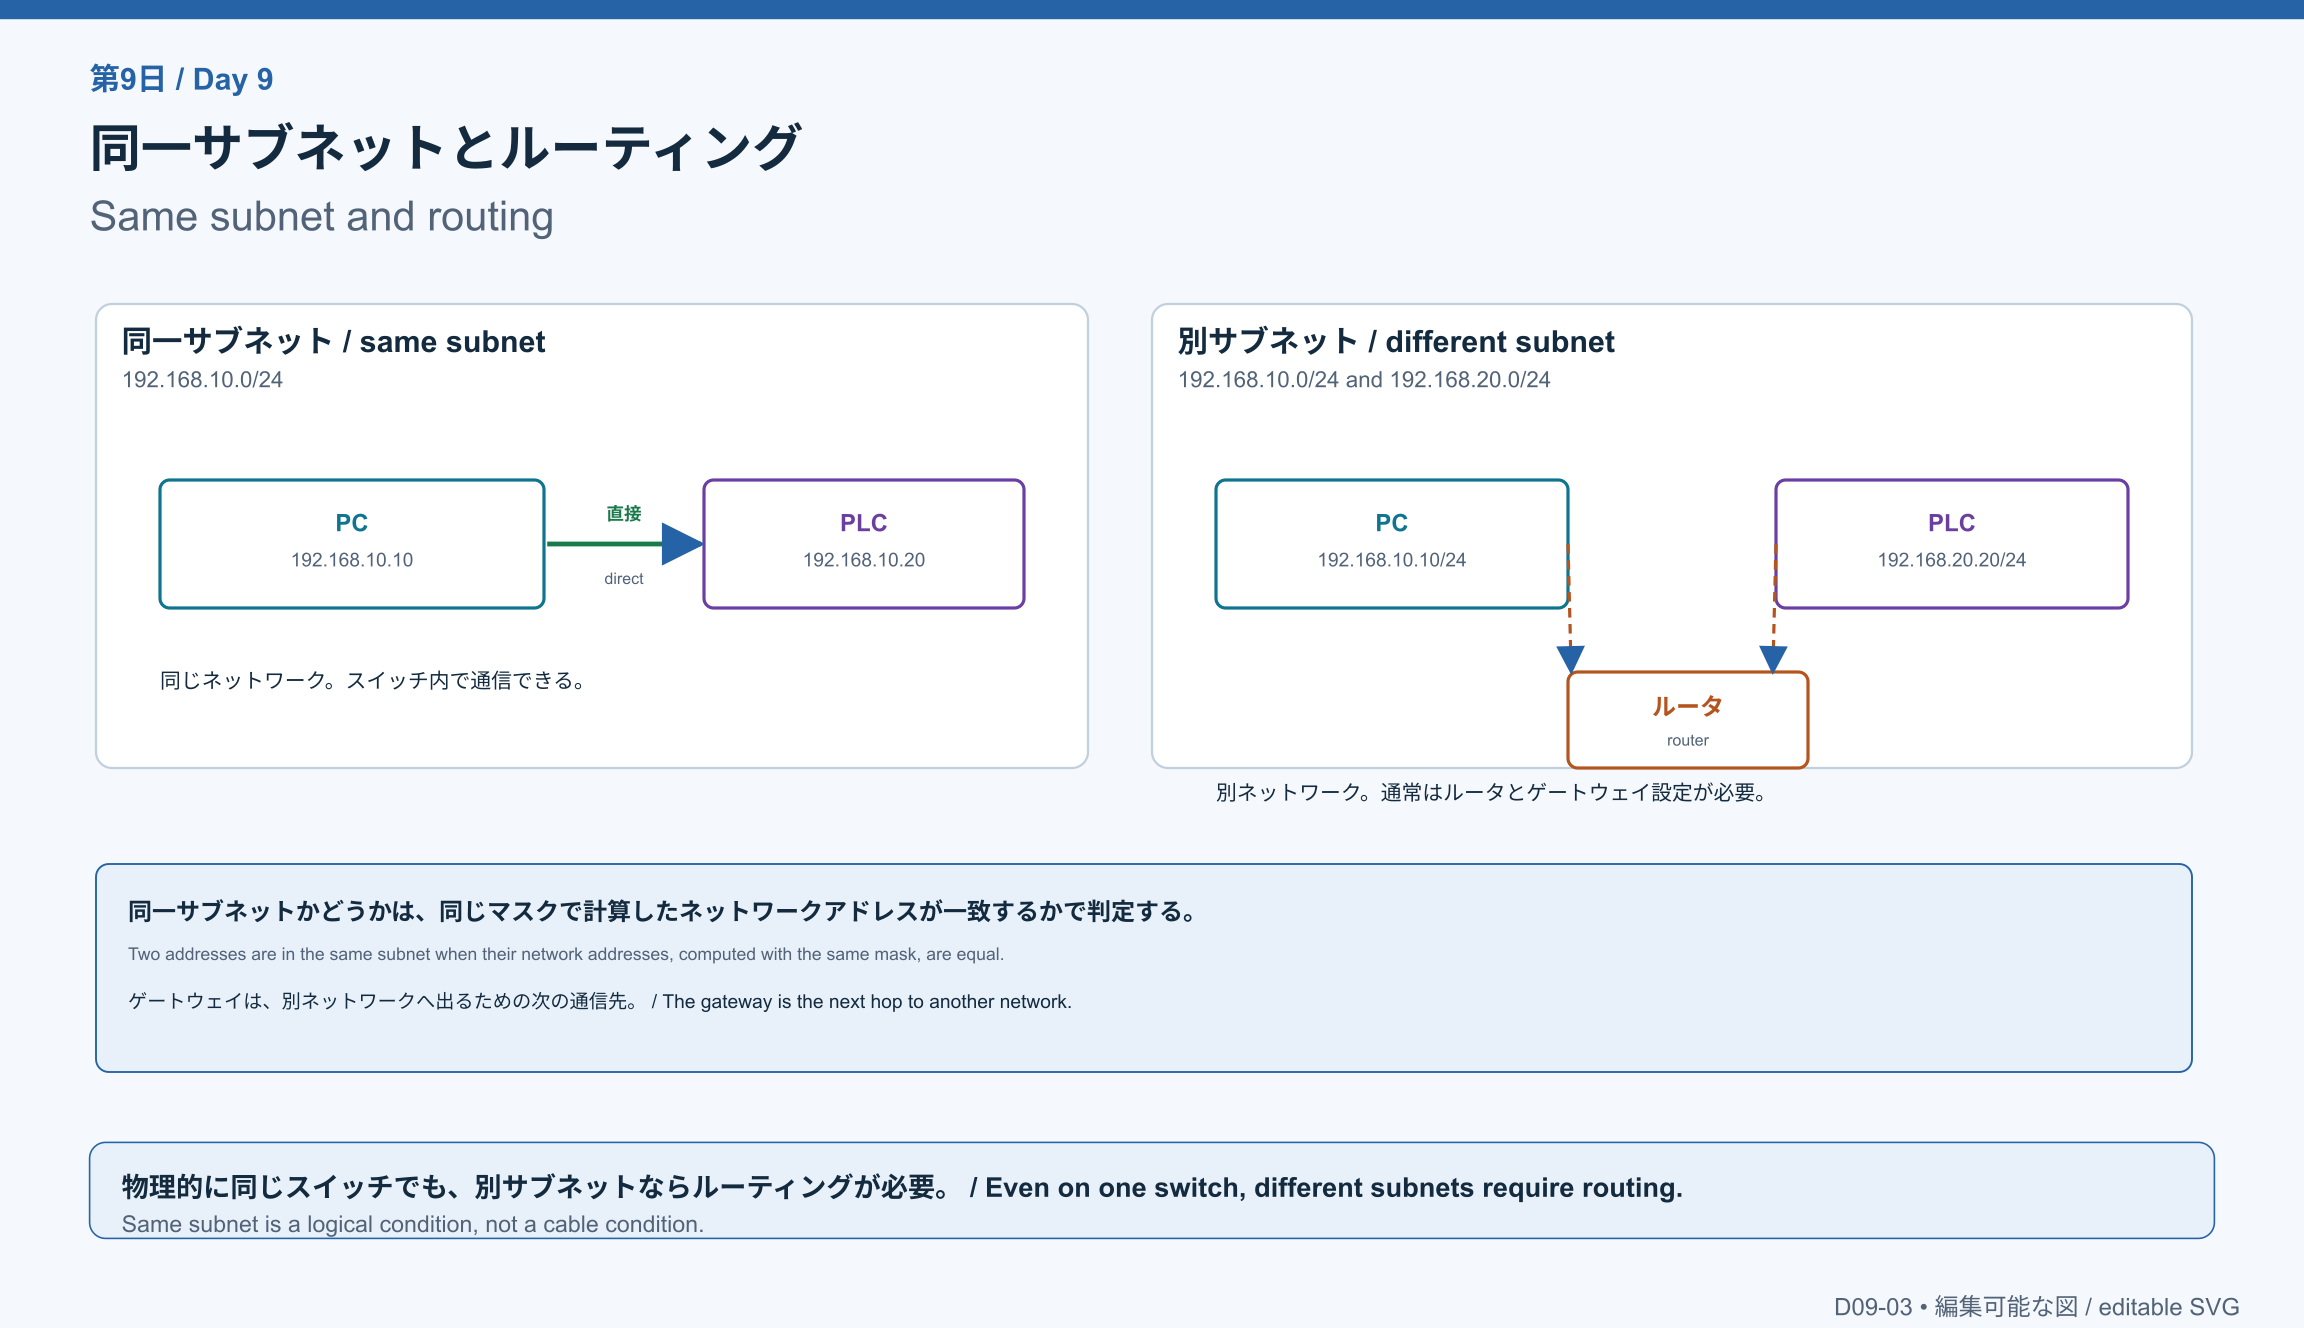 第9日 / Day 9
同一サブネットとルーティング
Same subnet and routing
同一サブネット / same subnet
192.168.10.0/24
PC
192.168.10.10
直接
direct
PLC
192.168.10.20
同じネットワーク。スイッチ内で通信できる。
別サブネット / different subnet
192.168.10.0/24 and 192.168.20.0/24
PC
192.168.10.10/24
PLC
192.168.20.20/24
ルータ
router
別ネットワーク。通常はルータとゲートウェイ設定が必要。
同一サブネットかどうかは、同じマスクで計算したネットワークアドレスが一致するかで判定する。
Two addresses are in the same subnet when their network addresses, computed with the same mask, are equal.
ゲートウェイは、別ネットワークへ出るための次の通信先。 / The gateway is the next hop to another network.
物理的に同じスイッチでも、別サブネットならルーティングが必要。 / Even on one switch, different subnets require routing.
Same subnet is a logical condition, not a cable condition.
D09-03 • 編集可能な図 / editable SVG